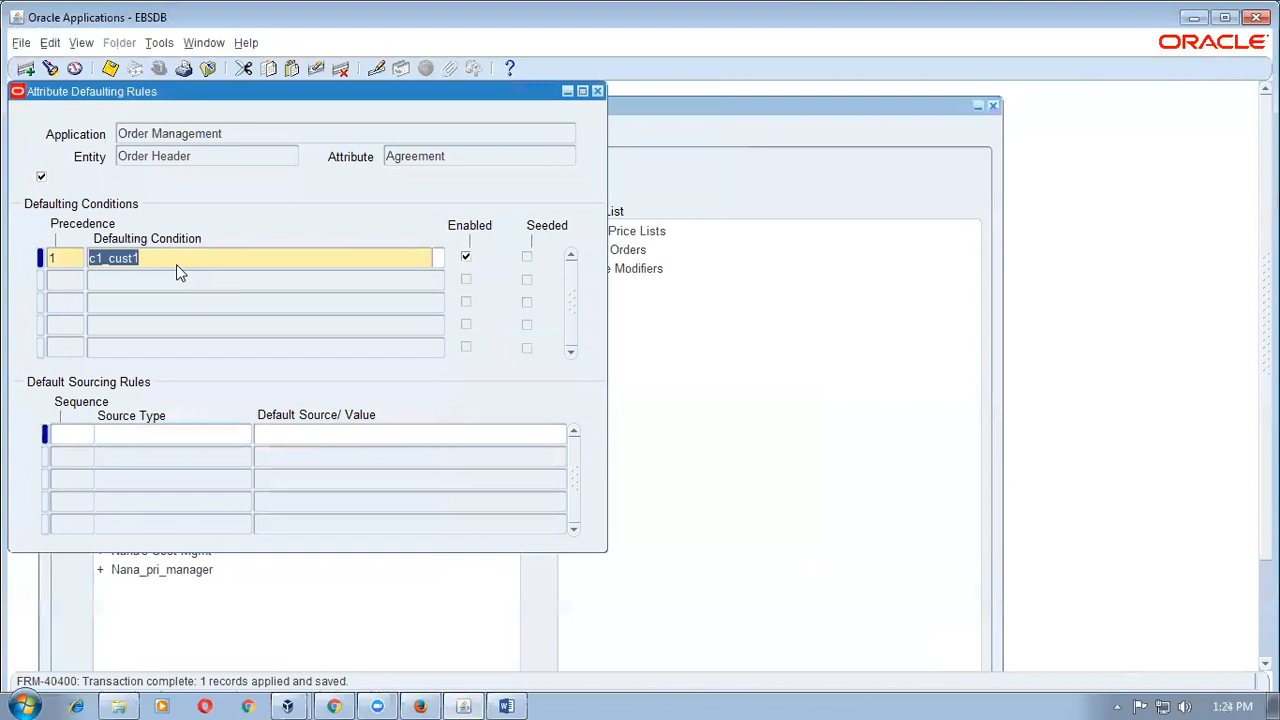 Oracle Applications - EBSDB
File Edit View Folder Tools Window Help
ORACLE
Attribute Defaulting Rules
Application Order Management
Entity Order Header Attribute Agreement
Defaulting Conditions
Precedence
Defaulting Condition Enabled Seeded
1 c1_cust1
Default Sourcing Rules
Sequence
Source Type Default Source/ Value
List
Price Lists
Orders
e Modifiers
Nana's Cost Mgmt
+ Nana_pri_manager
FRM-40400: Transaction complete: 1 records applied and saved.
1:24 PM